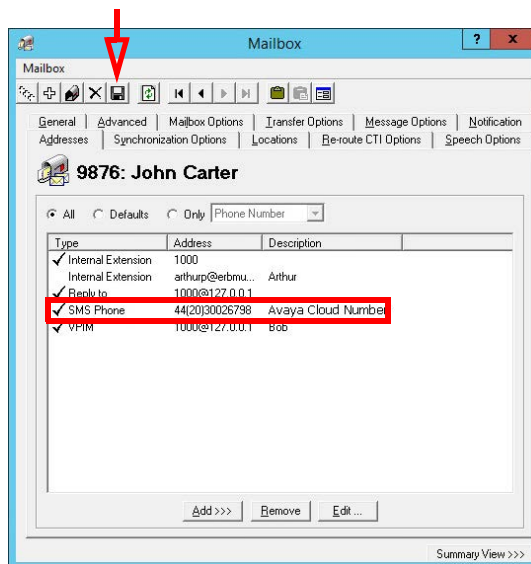 Mailbox
? x
Mailbox
General Advanced Mailbox Options Transfer Options Message Options Notification
Addresses Synchronization Options Locations Re-route CTI Options Speech Options
9876: John Carter
All Defaults Only Phone Number
Type Address Description
Internal Extension 1000
Internal Extension arthurp@erbmu... Arthur
Reply to 1000@127.0.0.1
SMS Phone 44(20)30026798 Avaya Cloud Number
VPIM 1000@127.0.0.1 Bob
Add >>> Remove Edit ...
Summary View >>>